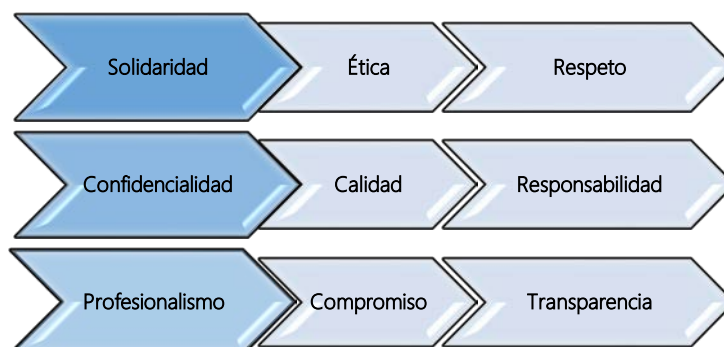 Solidaridad
Ética
Respeto
Confidencialidad
Calidad
Responsabilidad
Profesionalismo
Compromiso
Transparencia